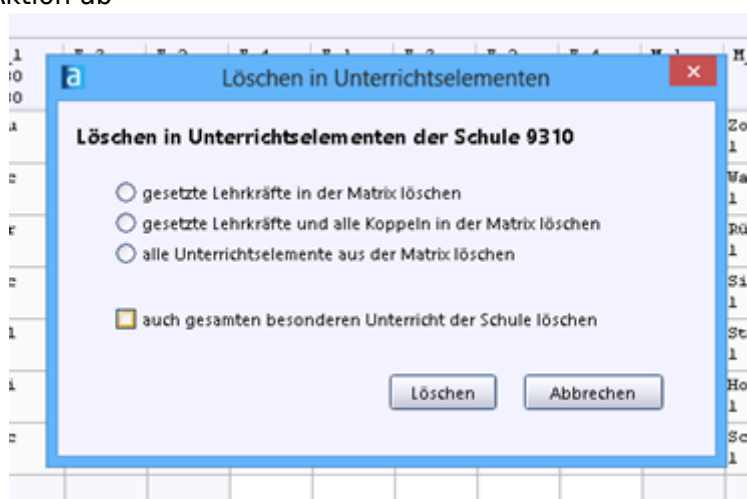 Löschen in Unterrichtselementen
Löschen in Unterrichtselementen der Schule 9310
gesetzte Lehrkräfte in der Matrix löschen
gesetzte Lehrkräfte und alle Koppeln in der Matrix löschen
alle Unterrichtselemente aus der Matrix löschen
auch gesamten besonderen Unterricht der Schule löschen
Löschen Abbrechen